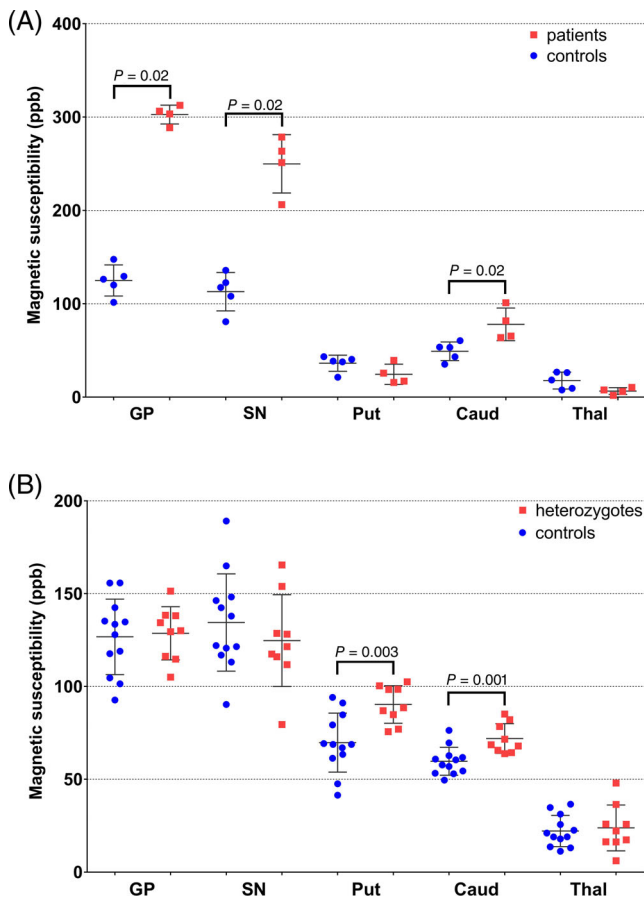 (A)
patients
controls
Magnetic susceptibility (ppb)
400
300
200
100
0
P = 0.02
P = 0.02
P = 0.02
GP SN Put Caud Thal
(B)
heterozygotes
controls
Magnetic susceptibility (ppb)
200
150
100
50
0
P = 0.003
P = 0.001
GP SN Put Caud Thal